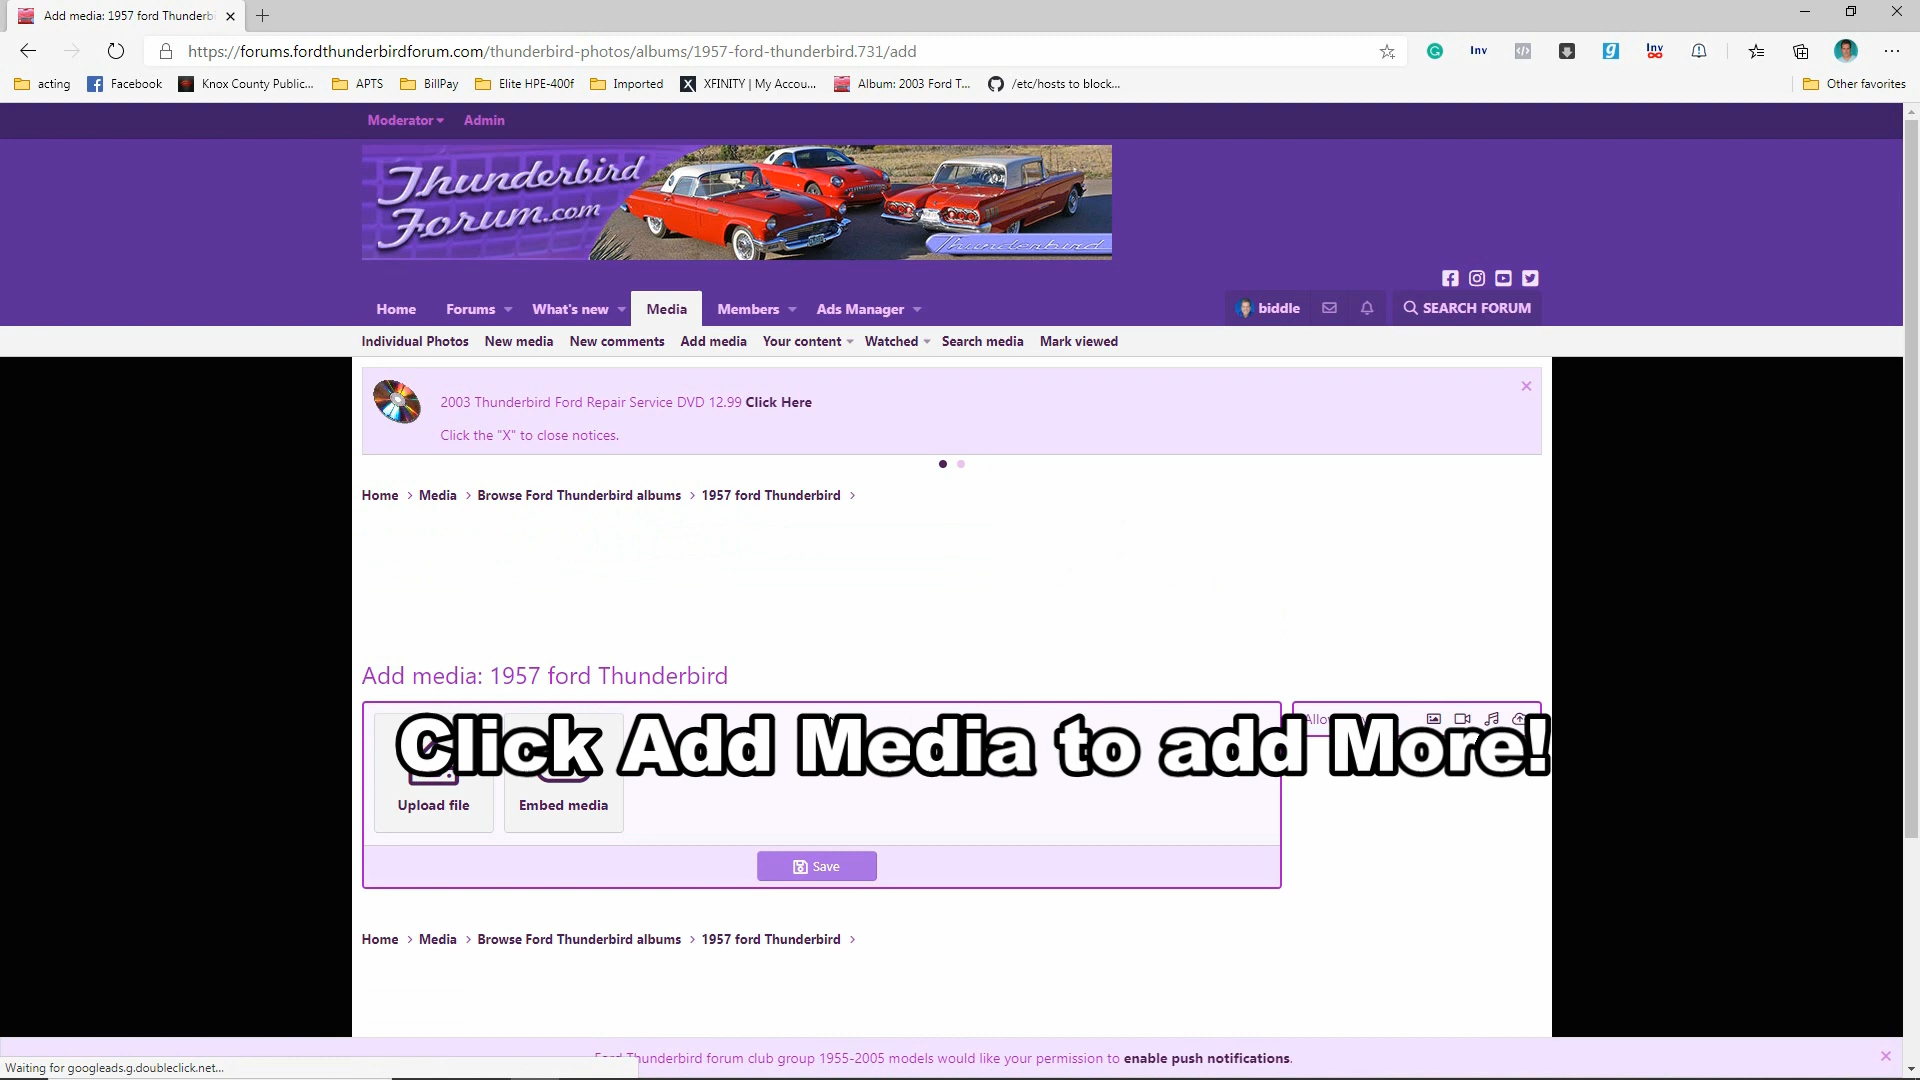 Add media: 1957 ford Thunderb
https://forums.fordthunderbirdforum.com/thunderbird-photos/albums/1957-ford-thunderbird.731/add
Inv
Inv
acting
Facebook
Knox County Public...
APTS
BillPay
Elite HPE-400f
Imported
XFINITY | My Accou...
Album: 2003 Ford T...
/etc/hosts to block...
Other favorites
Moderator
Admin
Thunderbird
Forum.com
Thunderbird
Home
Forums
What's new
Media
Members
Ads Manager
biddle
SEARCH FORUM
Individual Photos
New media
New comments
Add media
Your content
Watched
Search media
Mark viewed
2003 Thunderbird Ford Repair Service DVD 12.99 Click Here
Click the "X" to close notices.
Home > Media > Browse Ford Thunderbird albums > 1957 ford Thunderbird >
Add media: 1957 ford Thunderbird
Click Add Media to add More!
Upload file
Embed media
Save
Home > Media > Browse Ford Thunderbird albums > 1957 ford Thunderbird >
Ford Thunderbird forum club group 1955-2005 models would like your permission to enable push notifications.
Waiting for googleads.g.doubleclick.net...